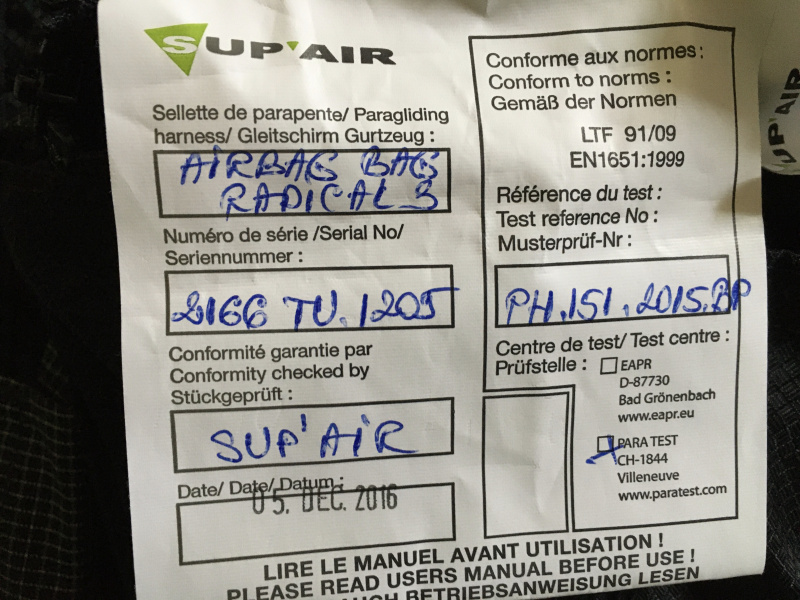 SUP'AIR
Sellette de parapente/ Paragliding
harness/ Gleitschirm Gurtzeug :
AIRBAG BAG
RADICAL 3
Numéro de série /Serial No/
Seriennummer :
2166 TU.1205
Conformité garantie par
Conformity checked by
Stückgeprüft :
SUP'AIR
Date/ Date/ Datum :
05. DEC. 2016
Conforme aux normes:
Conform to norms :
Gemäß der Normen
LTF 91/09
EN1651:1999
Référence du test :
Test reference No :
Musterprüf-Nr :
PH.151.2015.BP
Centre de test/ Test centre :
Prüfstelle : EAPR
D-87730
Bad Grönenbach
www.eapr.eu
PARA TEST
CH-1844
Villeneuve
www.paratest.com
LIRE LE MANUEL AVANT UTILISATION !
PLEASE READ USERS MANUAL BEFORE USE !
AUCH BETRIEBSANWEISUNG LESEN
UP'AIR